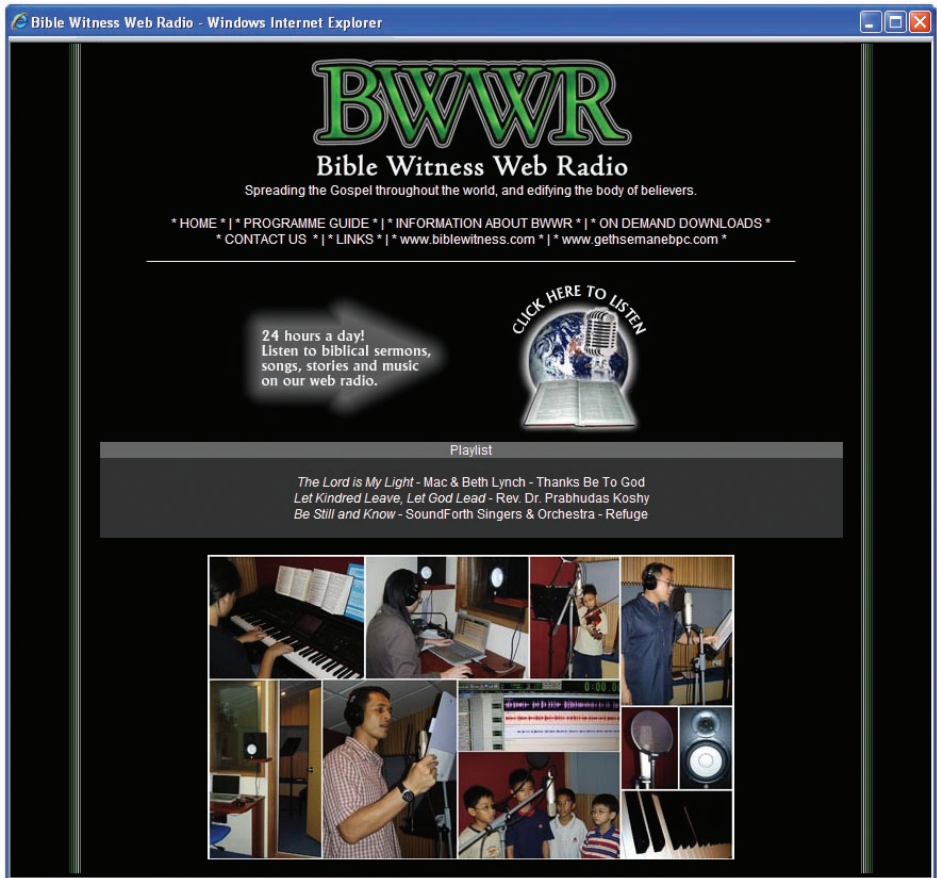 Bible Witness Web Radio - Windows Internet Explorer
BWWR
Bible Witness Web Radio
Spreading the Gospel throughout the world, and edifying the body of believers.
* HOME * | * PROGRAMME GUIDE * | * INFORMATION ABOUT BWWR * | * ON DEMAND DOWNLOADS *
* CONTACT US * | * LINKS * | * www.biblewitness.com * | * www.gethsemanebpc.com *
CLICK HERE TO LISTEN
24 hours a day!
Listen to biblical sermons,
songs, stories and music
on our web radio.
Playlist
The Lord is My Light - Mac & Beth Lynch - Thanks Be To God
Let Kindred Leave, Let God Lead - Rev. Dr. Prabhudas Koshy
Be Still and Know - SoundForth Singers & Orchestra - Refuge